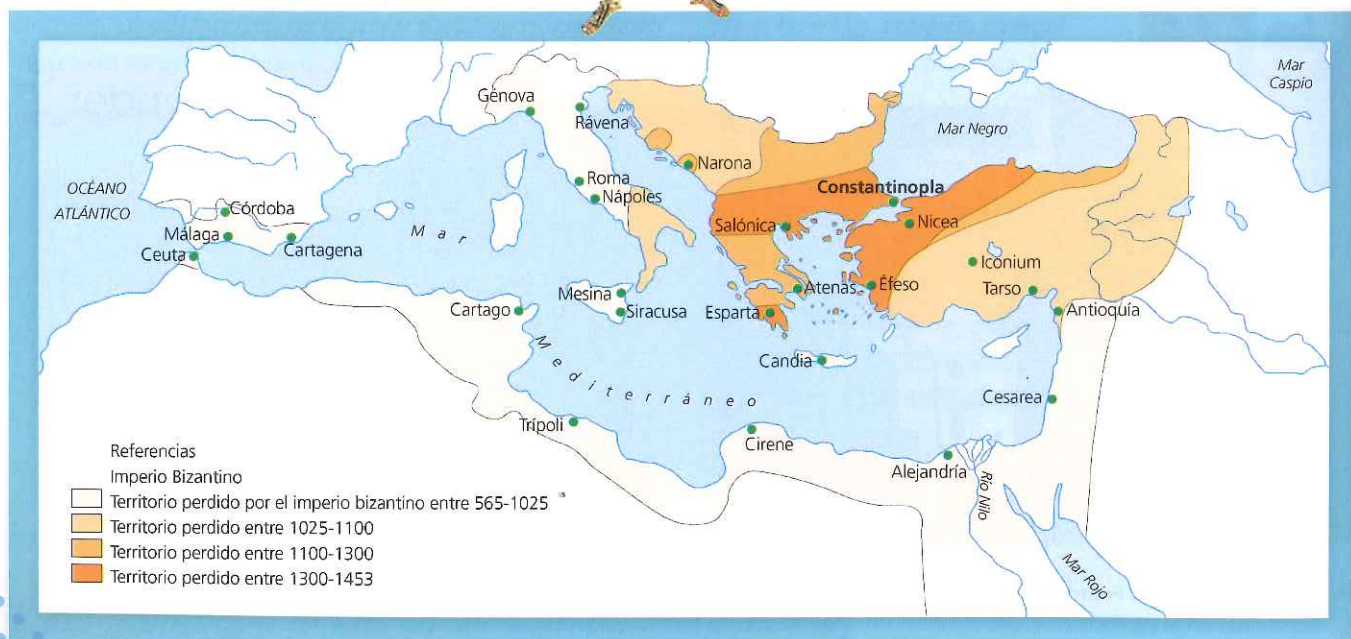 Mar
Caspio
Génova
Rávena
Mar Negro
Narona
OCÉANO
ATLÁNTICO
Roma
Nápoles
Constantinopla
Córdoba
Salónica
Nicea
Málaga
Cartagena
Mar
Ceuta
Iconium
Mesina
Atenas
Éfeso
Tarso
Cartago
Siracusa
Esparta
Antioquía
Candia
Mediterráneo
Cesarea
Trípoli
Cirene
Alejandría
Río Nilo
Mar Rojo
Referencias
Imperio Bizantino
Territorio perdido por el imperio bizantino entre 565-1025
Territorio perdido entre 1025-1100
Territorio perdido entre 1100-1300
Territorio perdido entre 1300-1453